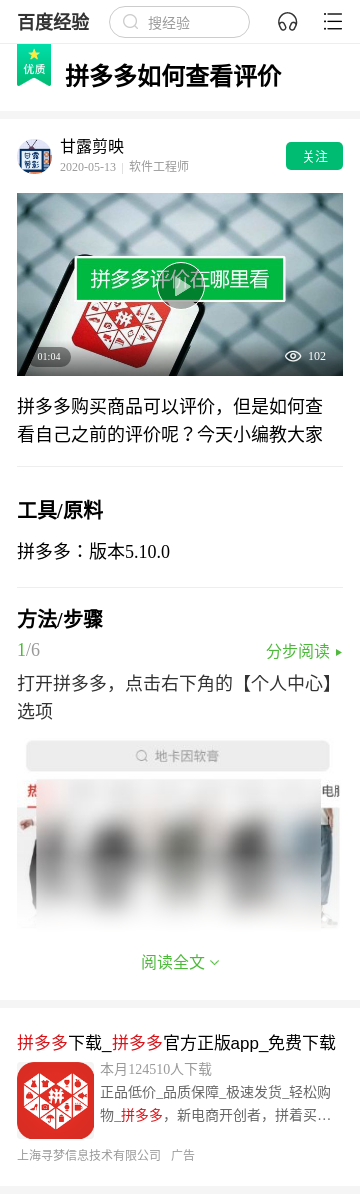 百度经验
搜经验
优质
拼多多如何查看评价
甘露剪映
2020-05-13 | 软件工程师
关注
拼多多评价在哪里看
01:04
102
拼多多购买商品可以评价，但是如何查
看自己之前的评价呢？今天小编教大家
工具/原料
拼多多：版本5.10.0
方法/步骤
1/6
分步阅读
打开拼多多，点击右下角的【个人中心】
选项
地卡因软膏
热
电脑
阅读全文
拼多多下载_拼多多官方正版app_免费下载
本月124510人下载
正品低价_品质保障_极速发货_轻松购
物_拼多多，新电商开创者，拼着买…
上海寻梦信息技术有限公司 广告